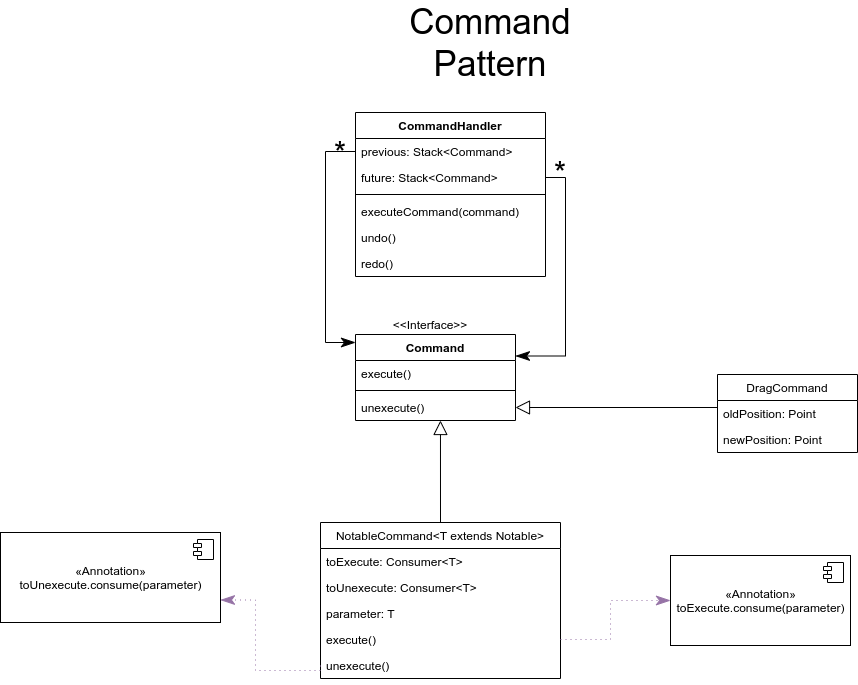 Command
Pattern
CommandHandler
*
previous: Stack<Command>
*
future: Stack<Command>
executeCommand(command)
undo()
redo()
<<Interface>>
Command
execute()
unexecute()
DragCommand
oldPosition: Point
newPosition: Point
NotableCommand<T extends Notable>
toExecute: Consumer<T>
toUnexecute: Consumer<T>
parameter: T
execute()
unexecute()
«Annotation»
toUnexecute.consume(parameter)
«Annotation»
toExecute.consume(parameter)